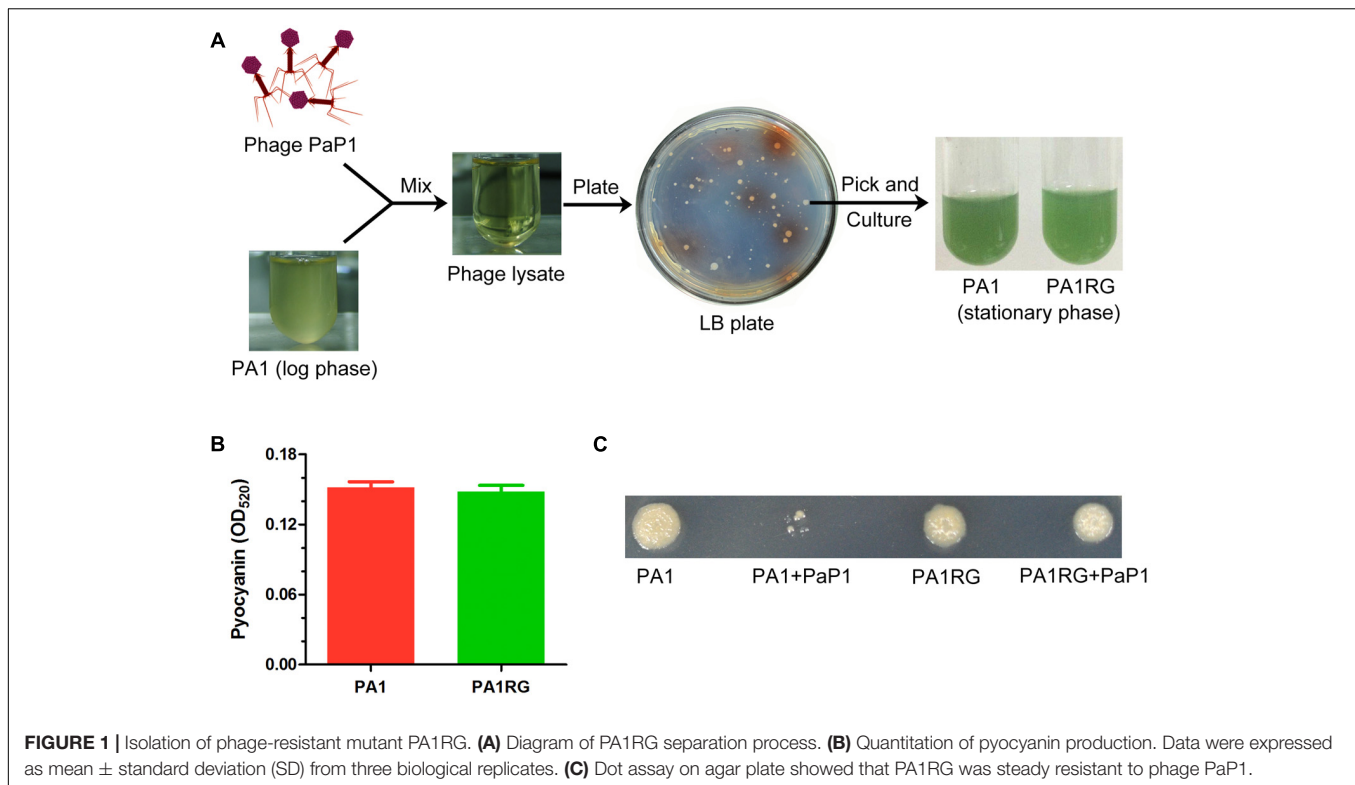 A
Phage PaP1
Mix
Plate
Pick and
Culture
Phage lysate
PA1 (log phase)
LB plate
PA1 PA1RG
(stationary phase)
B
Pyocyanin (OD520)
0.18
0.12
0.06
0.00
PA1 PA1RG
C
PA1 PA1+PaP1 PA1RG PA1RG+PaP1
FIGURE 1 | Isolation of phage-resistant mutant PA1RG. (A) Diagram of PA1RG separation process. (B) Quantitation of pyocyanin production. Data were expressed
as mean ± standard deviation (SD) from three biological replicates. (C) Dot assay on agar plate showed that PA1RG was steady resistant to phage PaP1.